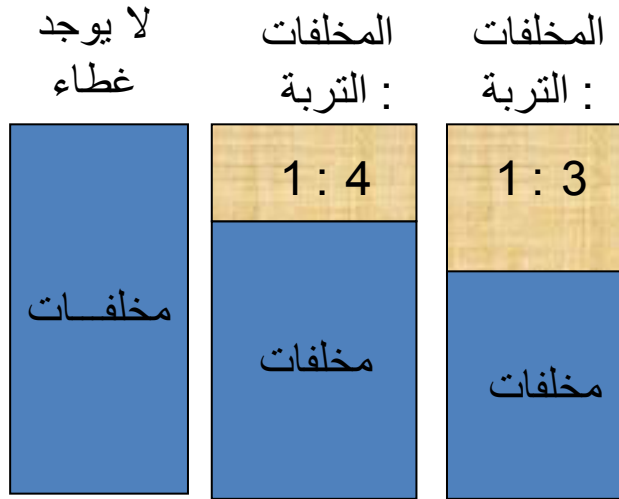 المخلفات
: التربة
المخلفات
: التربة
لا يوجد
غطاء
1 : 3
1 : 4
مخلفـــات
مخلفات
مخلفات